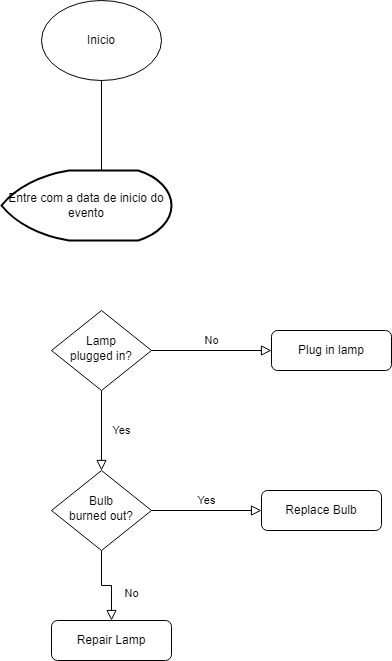 Inicio
Entre com a data de inicio do
evento
Lamp
plugged in?
No
Plug in lamp
Yes
Bulb
burned out?
Yes
Replace Bulb
No
Repair Lamp